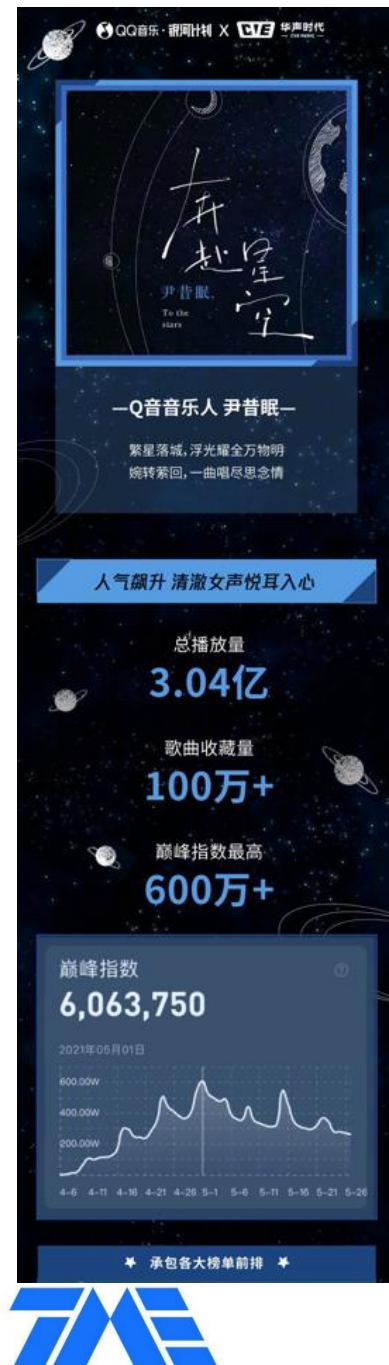 QQ音乐·银河计划 X CVE 华声时代
奔
赴星
空
尹昔眠
To the
stars
—Q音音乐人 尹昔眠—
繁星落城,浮光耀全万物明
婉转萦回,一曲唱尽思念情
人气飙升 清澈女声悦耳入心
总播放量
3.04亿
歌曲收藏量
100万+
巅峰指数最高
600万+
巅峰指数
6,063,750
2021年05月01日
600.00W
400.00W
200.00W
4-6 4-11 4-16 4-21 4-26 5-1 5-6 5-11 5-16 5-21 5-26
承包各大榜单前排
TME